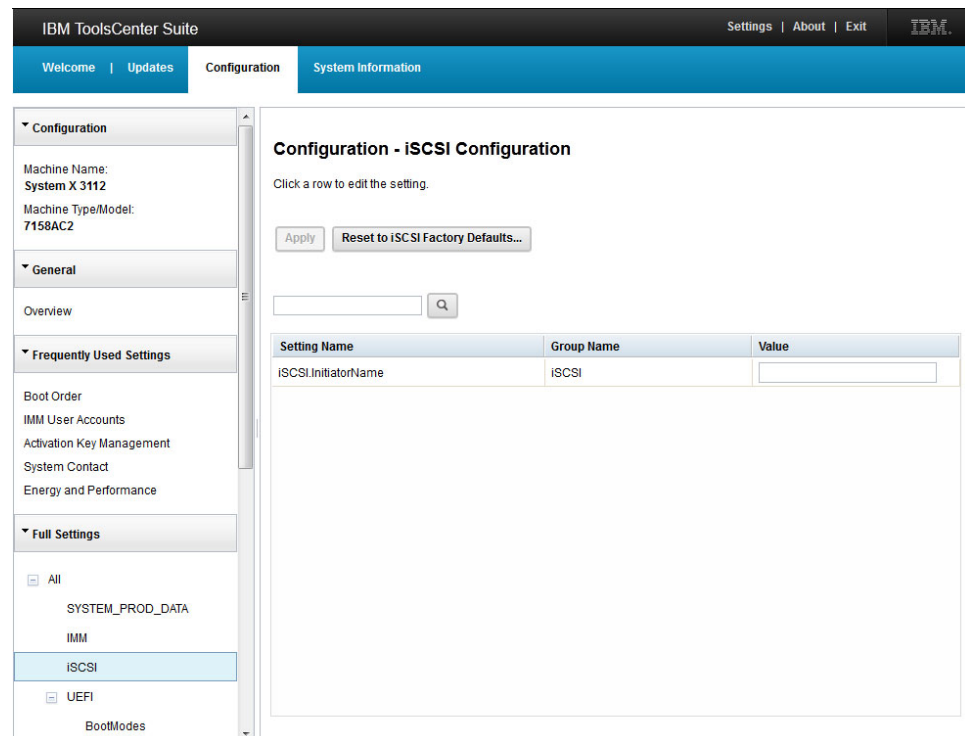 IBM ToolsCenter Suite
Settings | About | Exit
IBM.
Welcome | Updates
Configuration
System Information
Configuration
Machine Name:
System X 3112
Machine Type/Model:
7158AC2
General
Overview
Frequently Used Settings
Boot Order
IMM User Accounts
Activation Key Management
System Contact
Energy and Performance
Full Settings
All
SYSTEM_PROD_DATA
IMM
iSCSI
UEFI
BootModes
Configuration - iSCSI Configuration
Click a row to edit the setting.
Apply
Reset to iSCSI Factory Defaults...
Setting Name Group Name Value
iSCSI.InitiatorName iSCSI